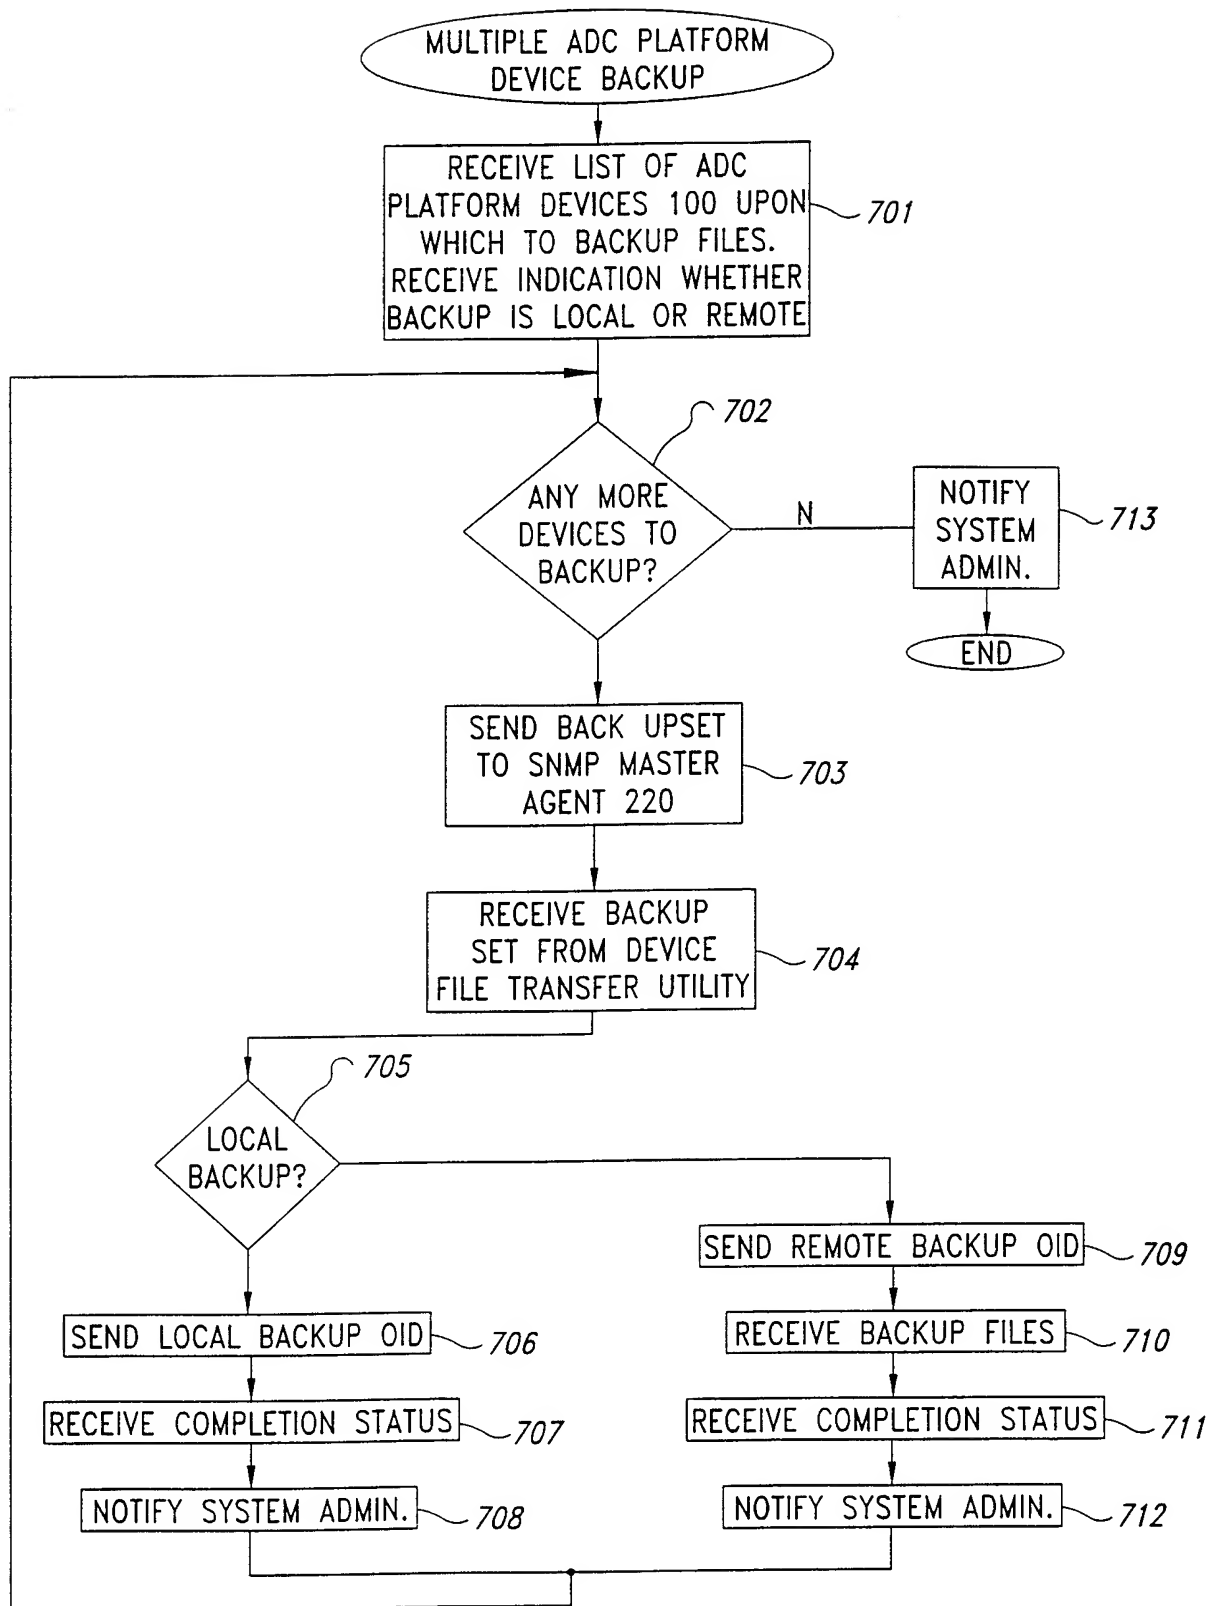 MULTIPLE ADC PLATFORM
DEVICE BACKUP
RECEIVE LIST OF ADC
PLATFORM DEVICES 100 UPON
WHICH TO BACKUP FILES.
RECEIVE INDICATION WHETHER
BACKUP IS LOCAL OR REMOTE
701
702
ANY MORE
DEVICES TO
BACKUP?
N
NOTIFY
SYSTEM
ADMIN.
713
END
SEND BACK UPSET
TO SNMP MASTER
AGENT 220
703
RECEIVE BACKUP
SET FROM DEVICE
FILE TRANSFER UTILITY
704
705
LOCAL
BACKUP?
SEND LOCAL BACKUP OID
706
RECEIVE COMPLETION STATUS
707
NOTIFY SYSTEM ADMIN.
708
SEND REMOTE BACKUP OID
709
RECEIVE BACKUP FILES
710
RECEIVE COMPLETION STATUS
711
NOTIFY SYSTEM ADMIN.
712